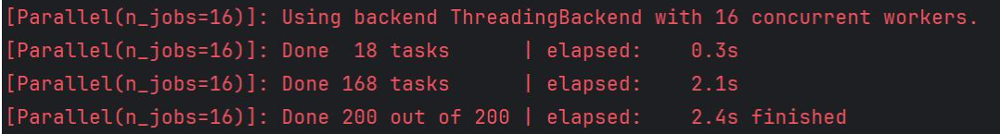 [Parallel(n_jobs=16)]: Using backend ThreadingBackend with 16 concurrent workers.
[Parallel(n_jobs=16)]: Done  18 tasks      | elapsed:    0.3s
[Parallel(n_jobs=16)]: Done 168 tasks      | elapsed:    2.1s
[Parallel(n_jobs=16)]: Done 200 out of 200 | elapsed:    2.4s finished